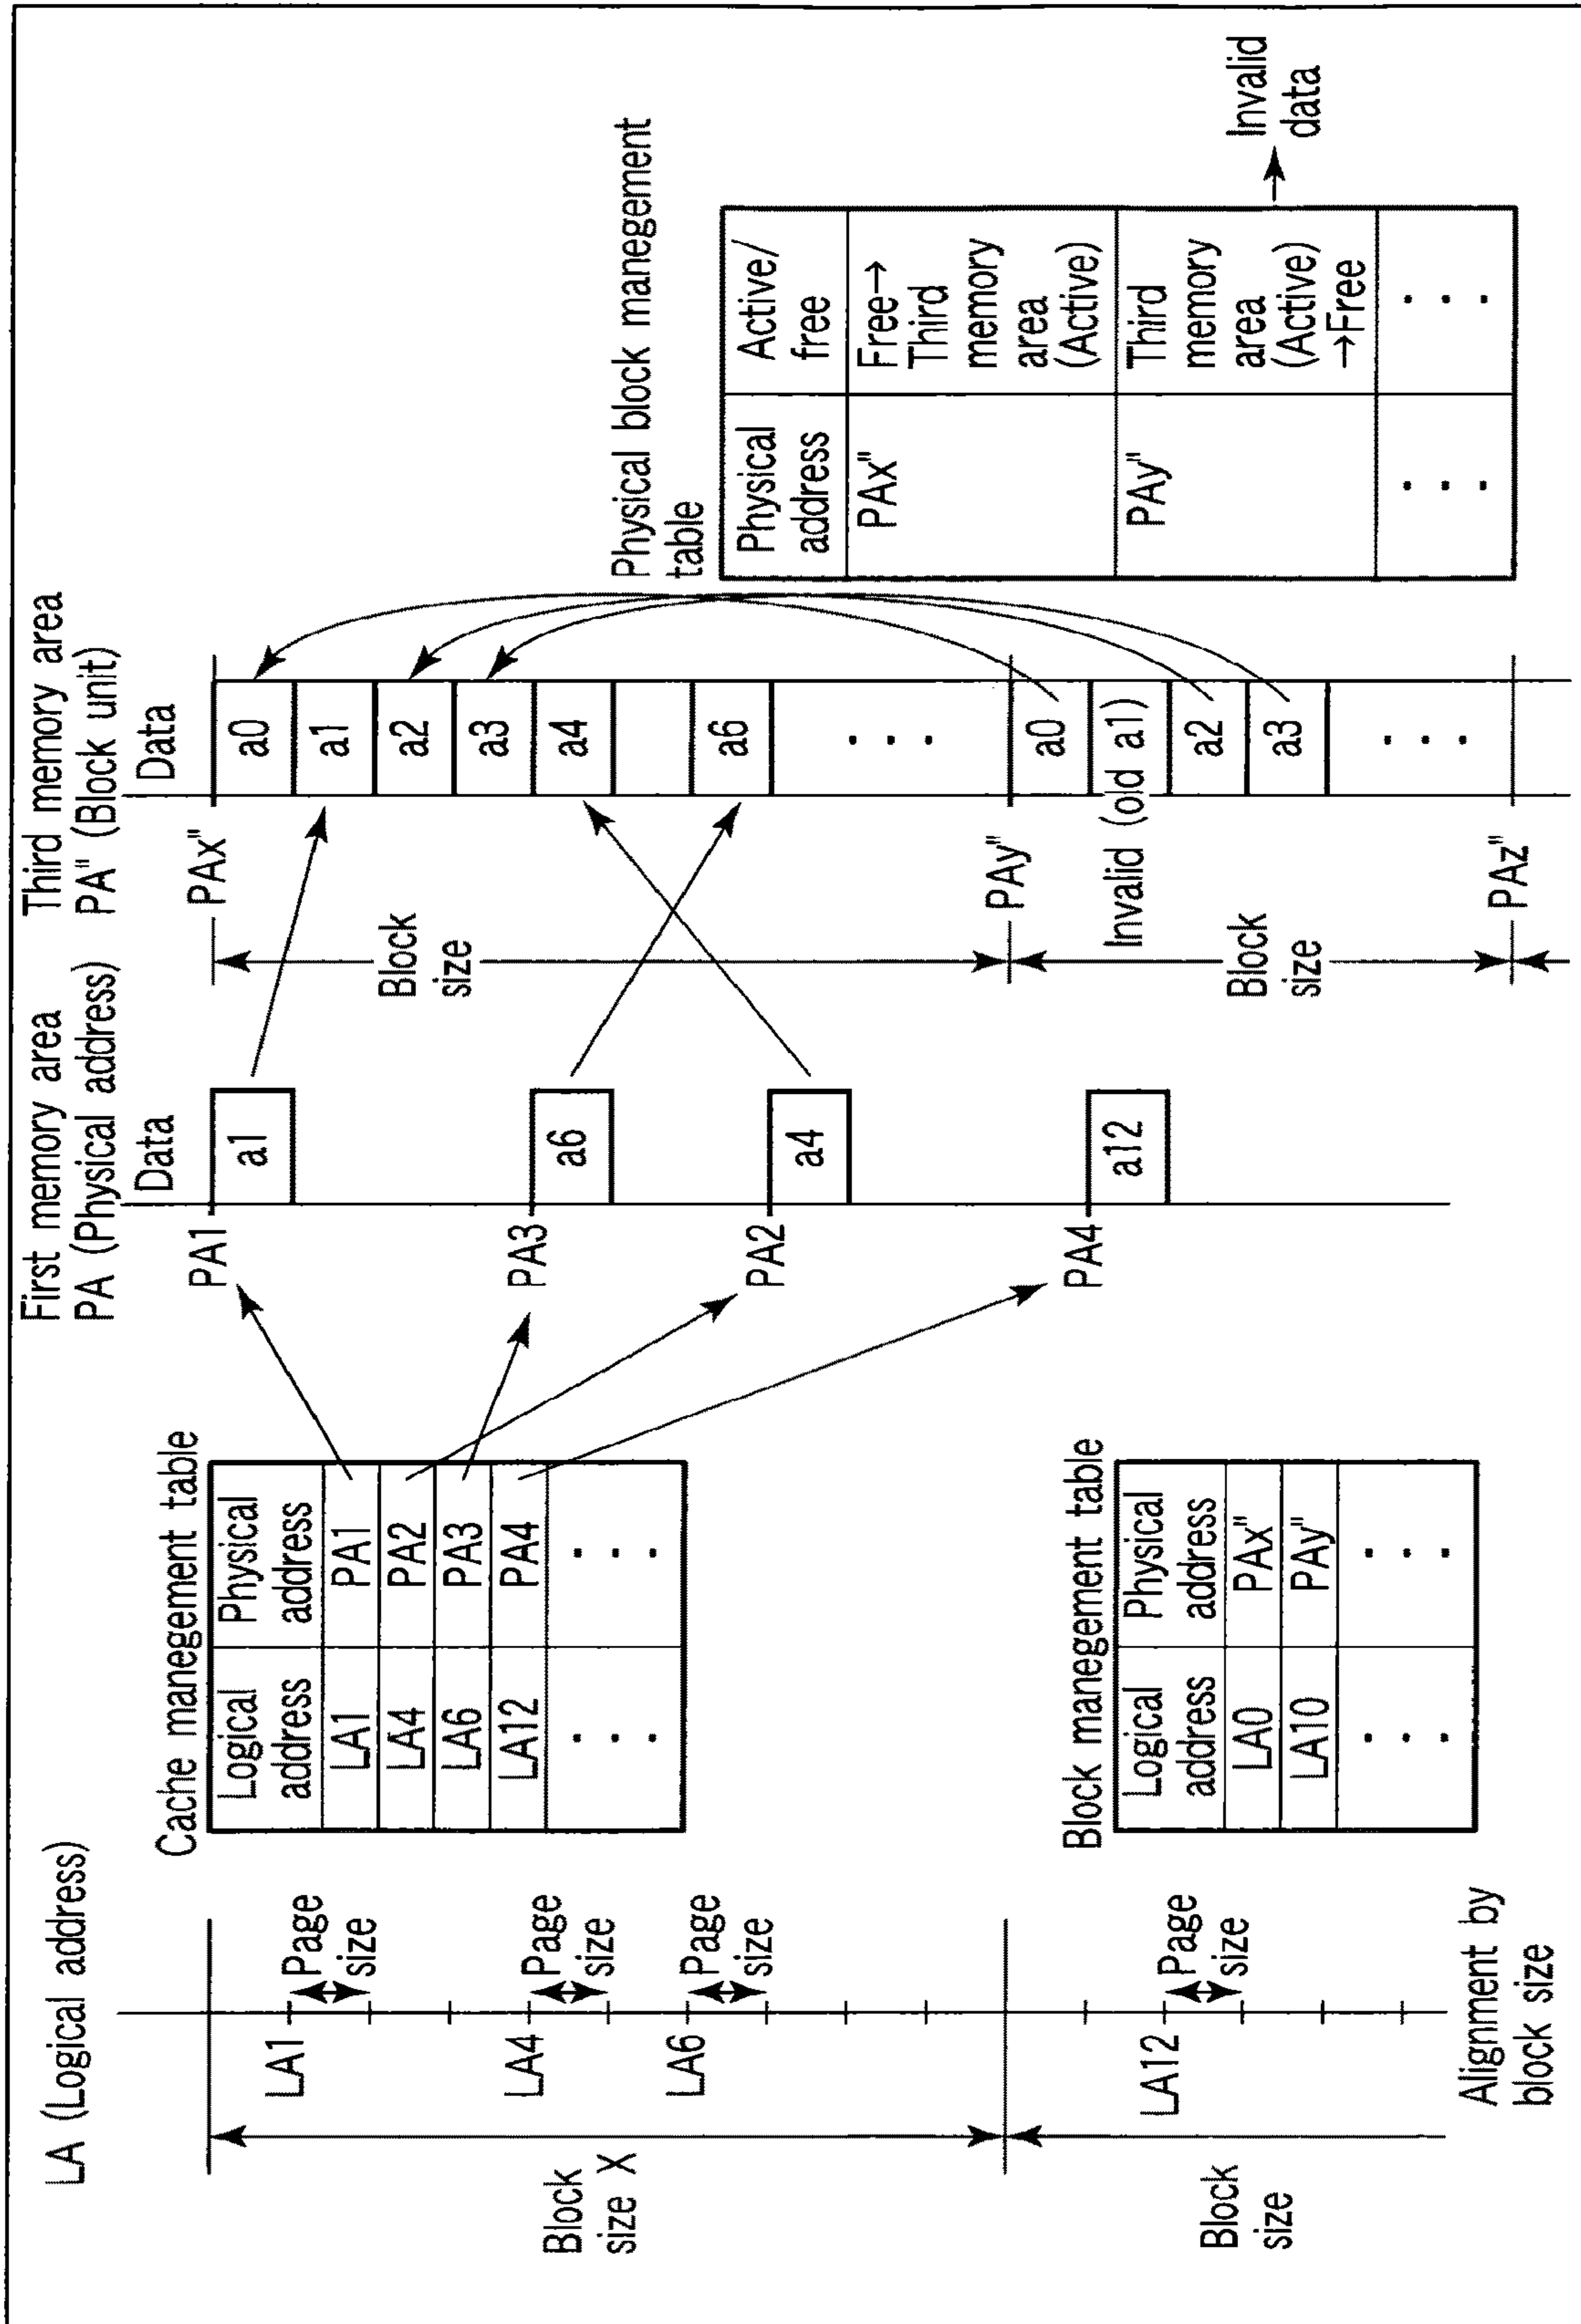 LA (Logical address)
LA1
Page
size
LA4
Page
size
LA6
Page
size
Block
size X
LA12
Page
size
Block
size
Alignment by
block size
Cache manegement table
Logical
address
Physical
address
LA1
PA1
LA4
PA2
LA6
PA3
LA12
PA4
Block manegement table
Logical
address
Physical
address
LA0
PAx"
LA10
PAy"
First memory area
PA (Physical address)
Data
PA1
a1
PA3
a6
PA2
a4
PA4
a12
Third memory area
PA" (Block unit)
Data
PAx"
a0
a1
a2
a3
a4
a6
Block
size
PAy"
a0
Invalid (old a1)
a2
a3
Block
size
PAz"
Physical block manegement
table
Physical
address
Active/
free
PAx"
Free→
Third
memory
area
(Active)
PAy"
Third
memory
area
(Active)
→Free
Invalid
data